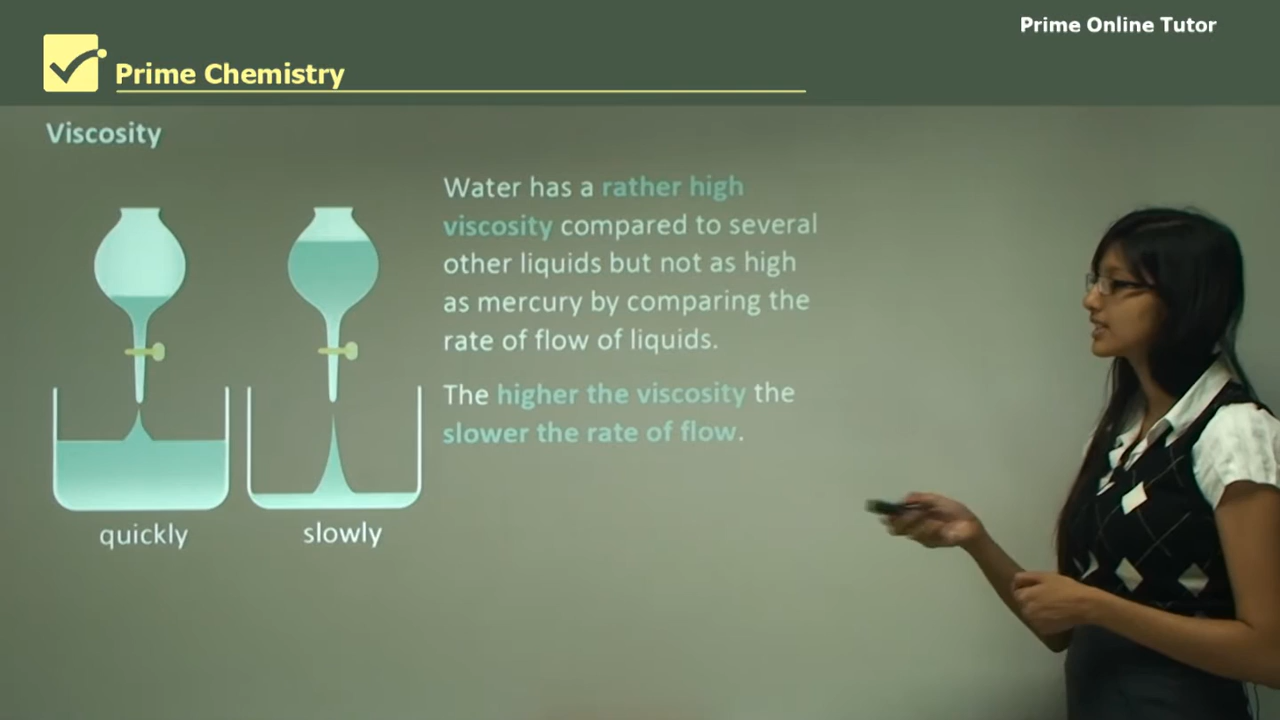 Prime Online Tutor
Prime Chemistry
Viscosity
Water has a rather high
viscosity compared to several
other liquids but not as high
as mercury by comparing the
rate of flow of liquids.
The higher the viscosity the
slower the rate of flow.
quickly
slowly